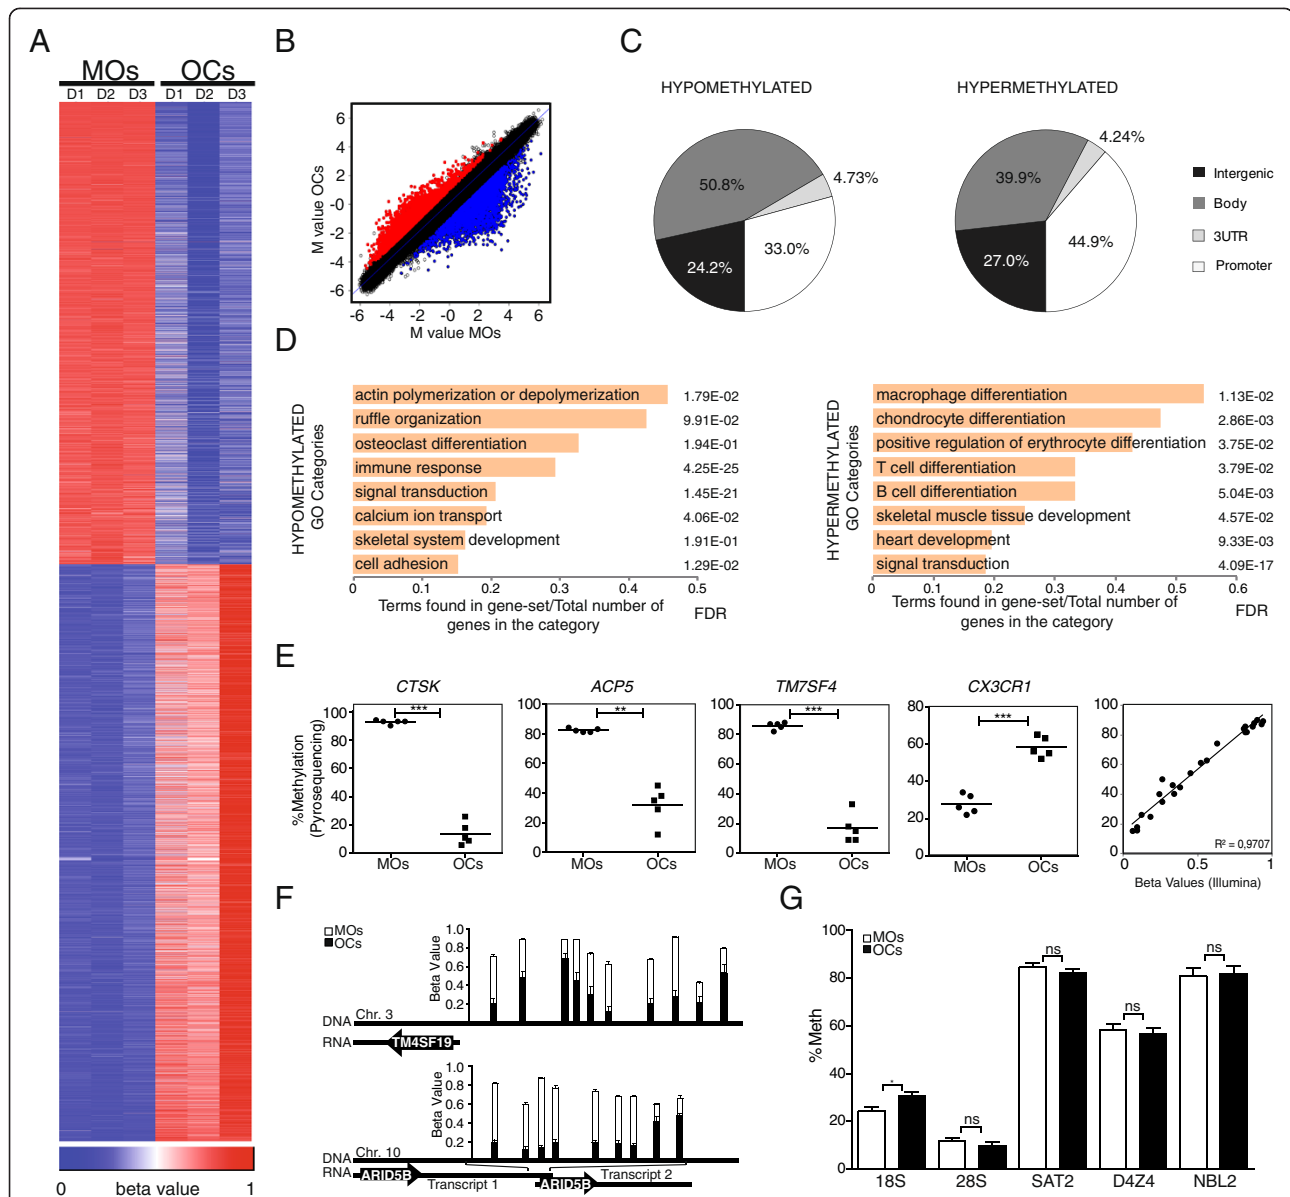 A
MOs OCs
D1 D2 D3 D1 D2 D3
0 beta value 1
B
M value OCs
6
4
2
-0
-2
-4
-6
-6 -4 -2 -0 2 4 6
M value MOs
C
HYPOMETHYLATED
50.8%
4.73%
24.2%
33.0%
HYPERMETHYLATED
4.24%
39.9%
44.9%
27.0%
Intergenic
Body
3UTR
Promoter
D
HYPOMETHYLATED
GO Categories
actin polymerization or depolymerization 1.79E-02
ruffle organization 9.91E-02
osteoclast differentiation 1.94E-01
immune response 4.25E-25
signal transduction 1.45E-21
calcium ion transport 4.06E-02
skeletal system development 1.91E-01
cell adhesion 1.29E-02
0 0.1 0.2 0.3 0.4 0.5
Terms found in gene-set/Total number of
genes in the category
FDR
HYPERMETHYLATED
GO Categories
macrophage differentiation 1.13E-02
chondrocyte differentiation 2.86E-03
positive regulation of erythrocyte differentiation 3.75E-02
T cell differentiation 3.79E-02
B cell differentiation 5.04E-03
skeletal muscle tissue development 4.57E-02
heart development 9.33E-03
signal transduction 4.09E-17
0 0.1 0.2 0.3 0.4 0.5 0.6
Terms found in gene-set/Total number of
genes in the category
FDR
E
%Methylation
(Pyrosequencing)
CTSK
***
100
80
60
40
20
0
MOs OCs
ACP5
**
100
80
60
40
20
0
MOs OCs
TM7SF4
***
100
80
60
40
20
0
MOs OCs
CX3CR1
***
80
60
40
20
0
MOs OCs
100
80
60
40
20
0
R² = 0,9707
0 0.5 1
Beta Values (Illumina)
F
MOs
OCs
Beta Value
1.0
0.8
0.6
0.4
0.2
DNA Chr. 3
RNA TM4SF19
Beta Value
1.0
0.8
0.6
0.4
0.2
DNA Chr. 10
RNA ARID5B Transcript 1 ARID5B Transcript 2
G
MOs
OCs
%Meth
100
80
60
40
20
0
*
ns
ns
ns
ns
18S 28S SAT2 D4Z4 NBL2